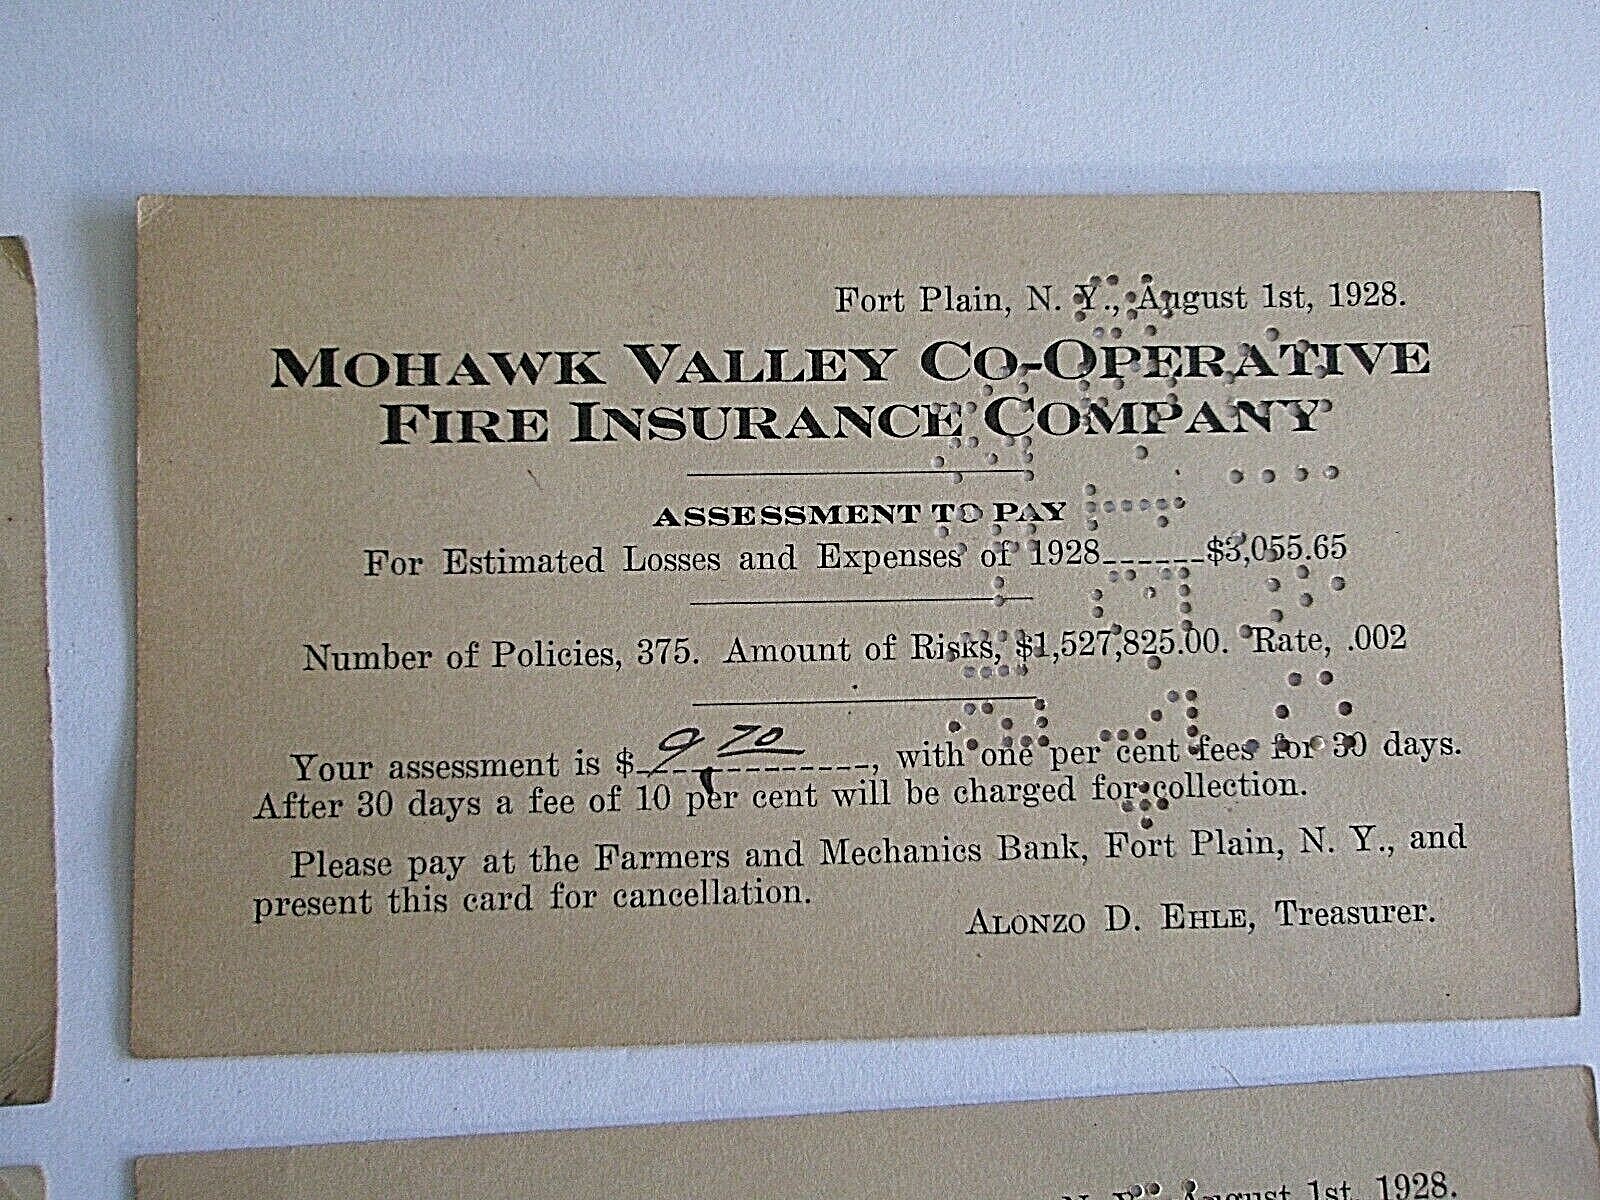 Fort Plain, N. Y., August 1st, 1928.
MOHAWK VALLEY CO-OPERATIVE
FIRE INSURANCE COMPANY
ASSESSMENT TO PAY
For Estimated Losses and Expenses of 1928______$3,055.65
Number of Policies, 375. Amount of Risks, $1,527,825.00. Rate, .002
Your assessment is $ 9 70, with one per cent fees for 30 days.
After 30 days a fee of 10 per cent will be charged for collection.
Please pay at the Farmers and Mechanics Bank, Fort Plain, N. Y., and
present this card for cancellation.
ALONZO D. EHLE, Treasurer.
August 1st, 1928.